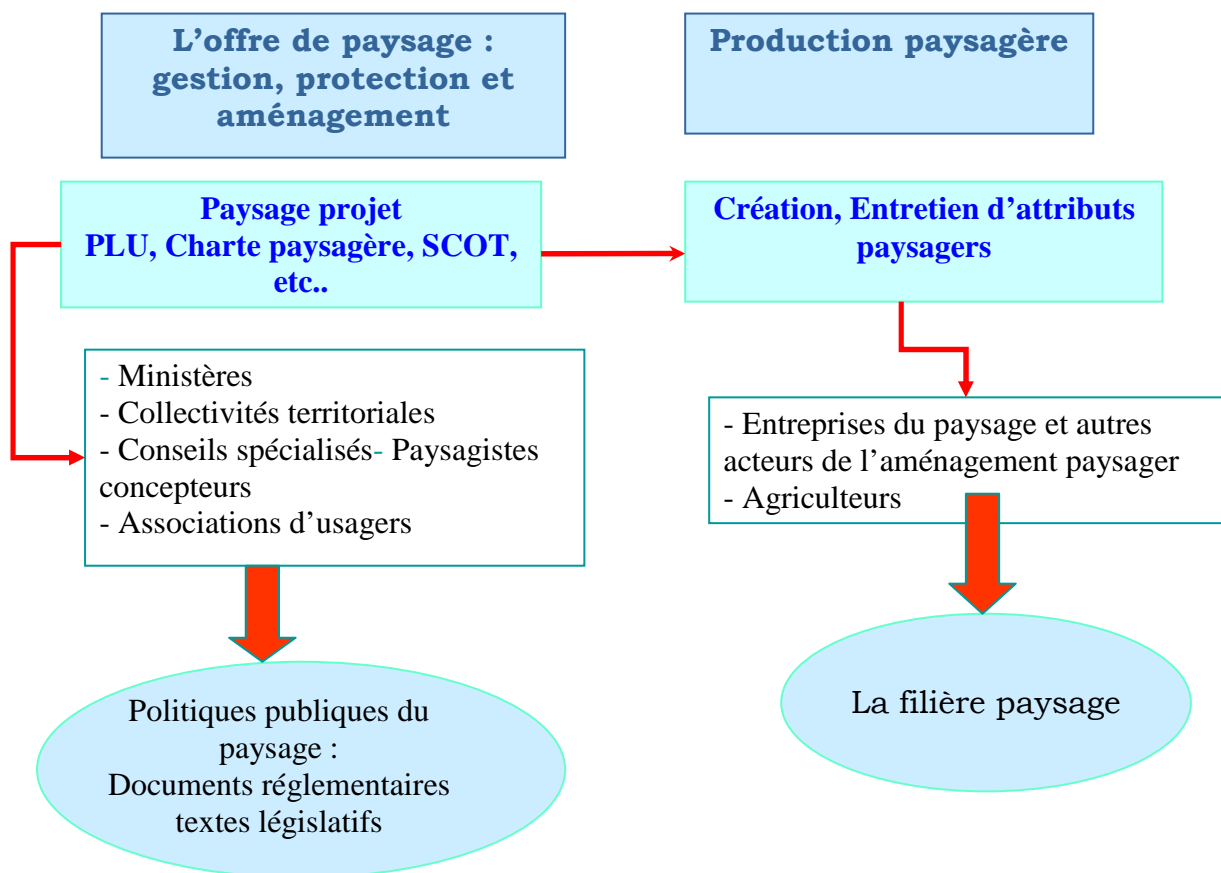 L’offre de paysage :
gestion, protection et
aménagement
Production paysagère
Paysage projet
PLU, Charte paysagère, SCOT,
etc..
Création, Entretien d’attributs
paysagers
- Ministères
- Collectivités territoriales
- Conseils spécialisés- Paysagistes
concepteurs
- Associations d’usagers
- Entreprises du paysage et autres
acteurs de l’aménagement paysager
- Agriculteurs
Politiques publiques du
paysage :
Documents réglementaires
textes législatifs
La filière paysage